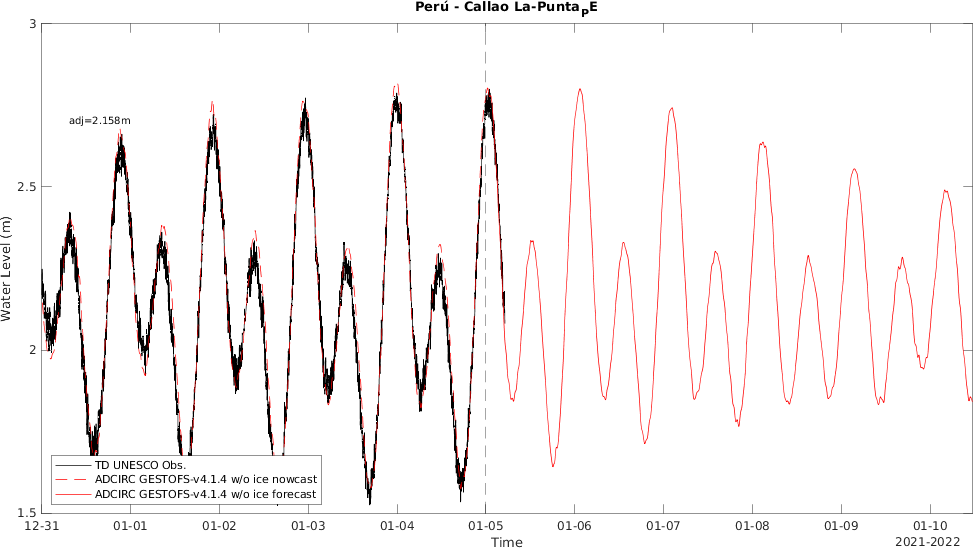 Perú - Callao La-PuntapE
3
adj=2.158m
2.5
Water Level (m)
2
TD UNESCO Obs.
ADCIRC GESTOFS-v4.1.4 w/o ice nowcast
ADCIRC GESTOFS-v4.1.4 w/o ice forecast
1.5
12-31 01-01 01-02 01-03 01-04 01-05 01-06 01-07 01-08 01-09 01-10
Time
2021-2022